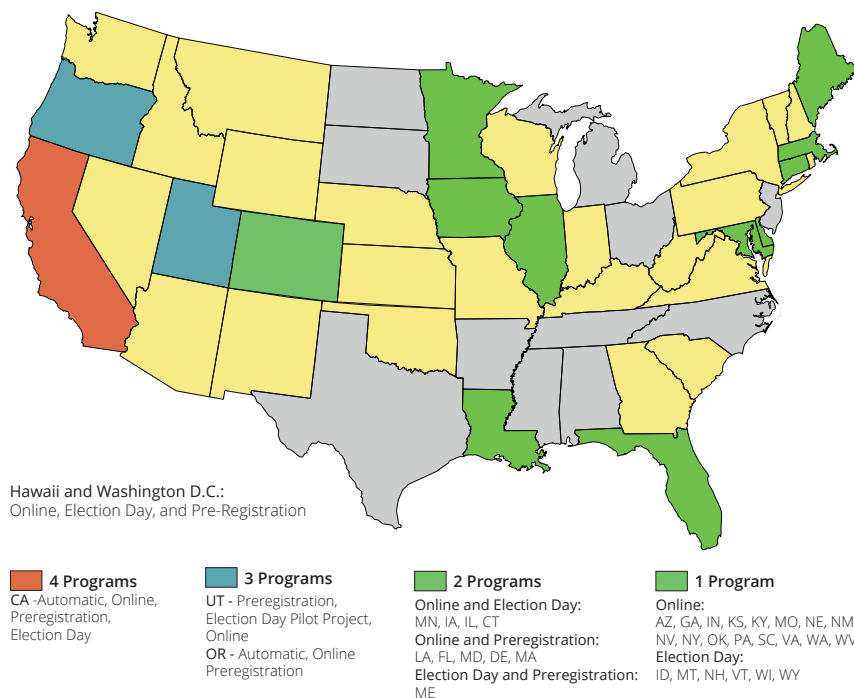 Hawaii and Washington D.C.:
Online, Election Day, and Pre-Registration
4 Programs
CA -Automatic, Online,
Preregistration,
Election Day
3 Programs
UT - Preregistration,
Election Day Pilot Project,
Online
OR - Automatic, Online
Preregistration
2 Programs
Online and Election Day:
MN, IA, IL, CT
Online and Preregistration:
LA, FL, MD, DE, MA
Election Day and Preregistration:
ME
1 Program
Online:
AZ, GA, IN, KS, KY, MO, NE, NM
NV, NY, OK, PA, SC, VA, WA, WV
Election Day:
ID, MT, NH, VT, WI, WY